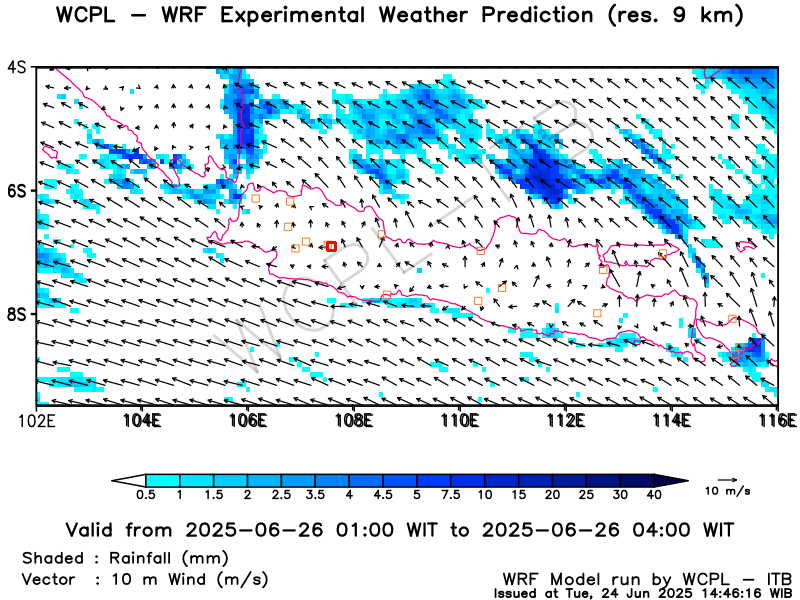 WCPL – WRF Experimental Weather Prediction (res. 9 km)
4S
6S
8S
102E 104E 106E 108E 110E 112E 114E 116E
WCPL-ITB
0.5 1 1.5 2 2.5 3.5 4 4.5 5 7.5 10 15 20 25 30 40
10 m/s
Valid from 2025-06-26 01:00 WIT to 2025-06-26 04:00 WIT
Shaded : Rainfall (mm)
Vector : 10 m Wind (m/s)
WRF Model run by WCPL – ITB
Issued at Tue, 24 Jun 2025 14:46:16 WIB